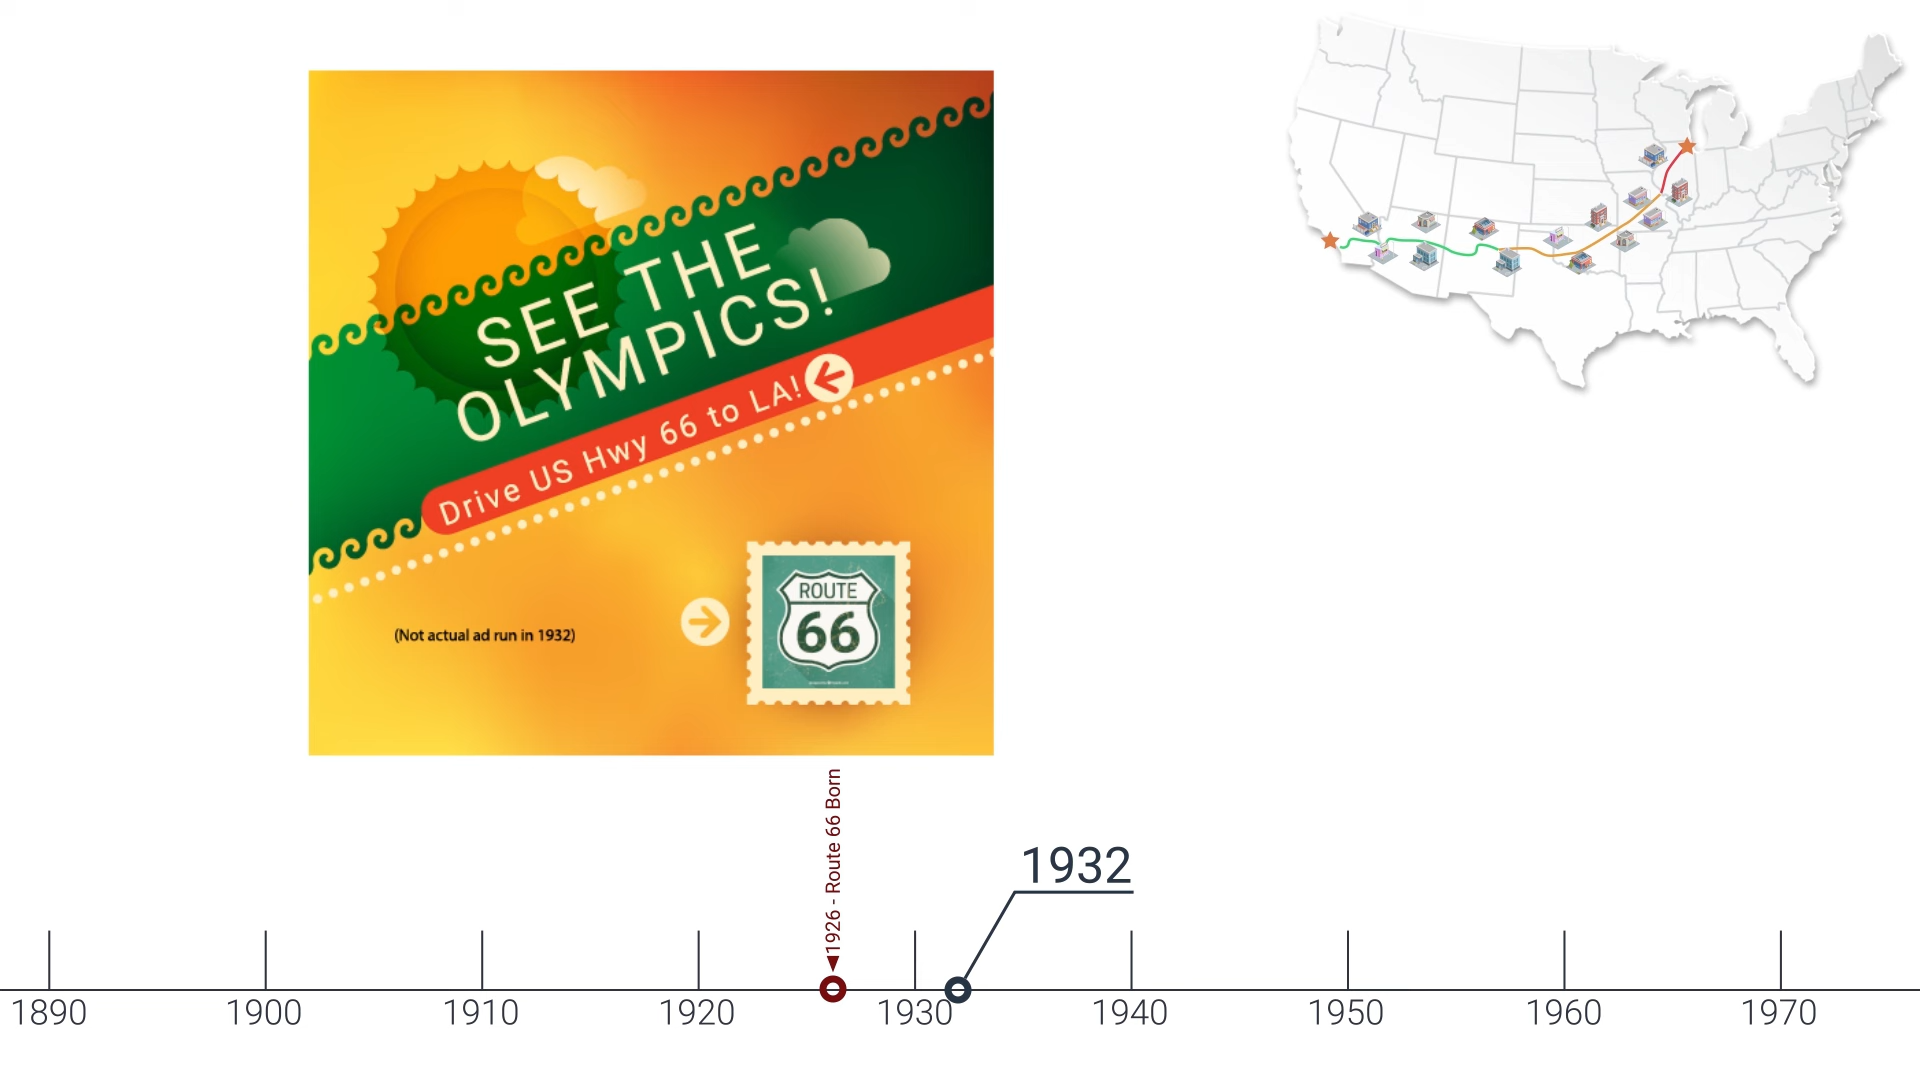 SEE THE
OLYMPICS!
Drive US Hwy 66 to LA!
(Not actual ad run in 1932)
ROUTE
66
1926 - Route 66 Born
1932
1890
1900
1910
1920
1930
1940
1950
1960
1970